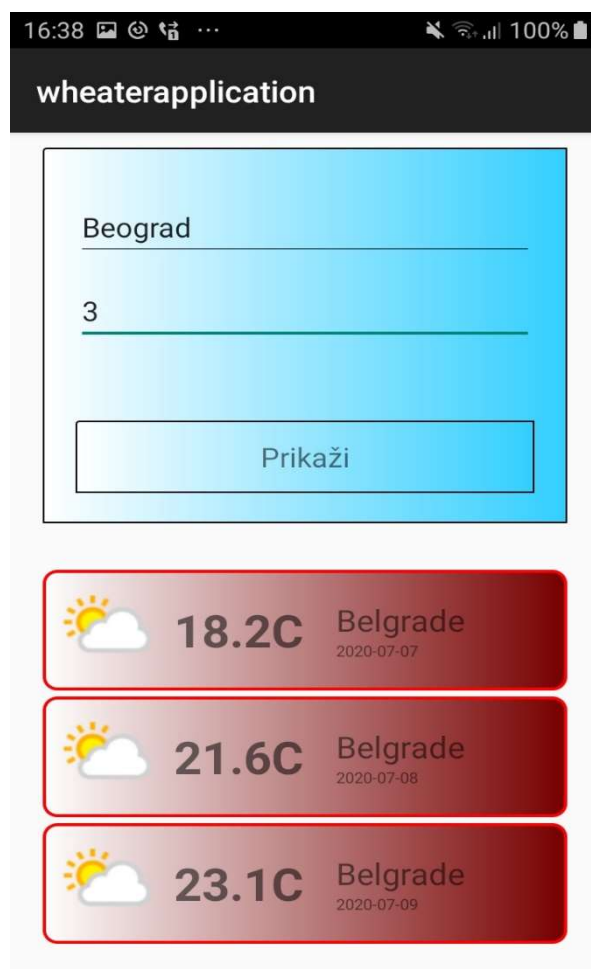 16:38 ... 100%
wheaterapplication
Beograd
3
Prikaži
18.2C Belgrade
2020-07-07
21.6C Belgrade
2020-07-08
23.1C Belgrade
2020-07-09